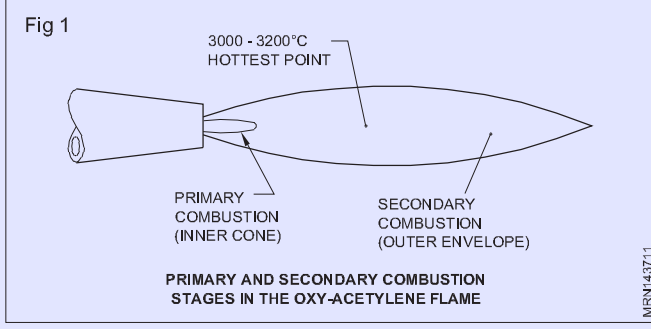 Fig 1
3000 - 3200°C
HOTTEST POINT
PRIMARY
COMBUSTION
(INNER CONE)
SECONDARY
COMBUSTION
(OUTER ENVELOPE)
PRIMARY AND SECONDARY COMBUSTION
STAGES IN THE OXY-ACETYLENE FLAME
MRN143711